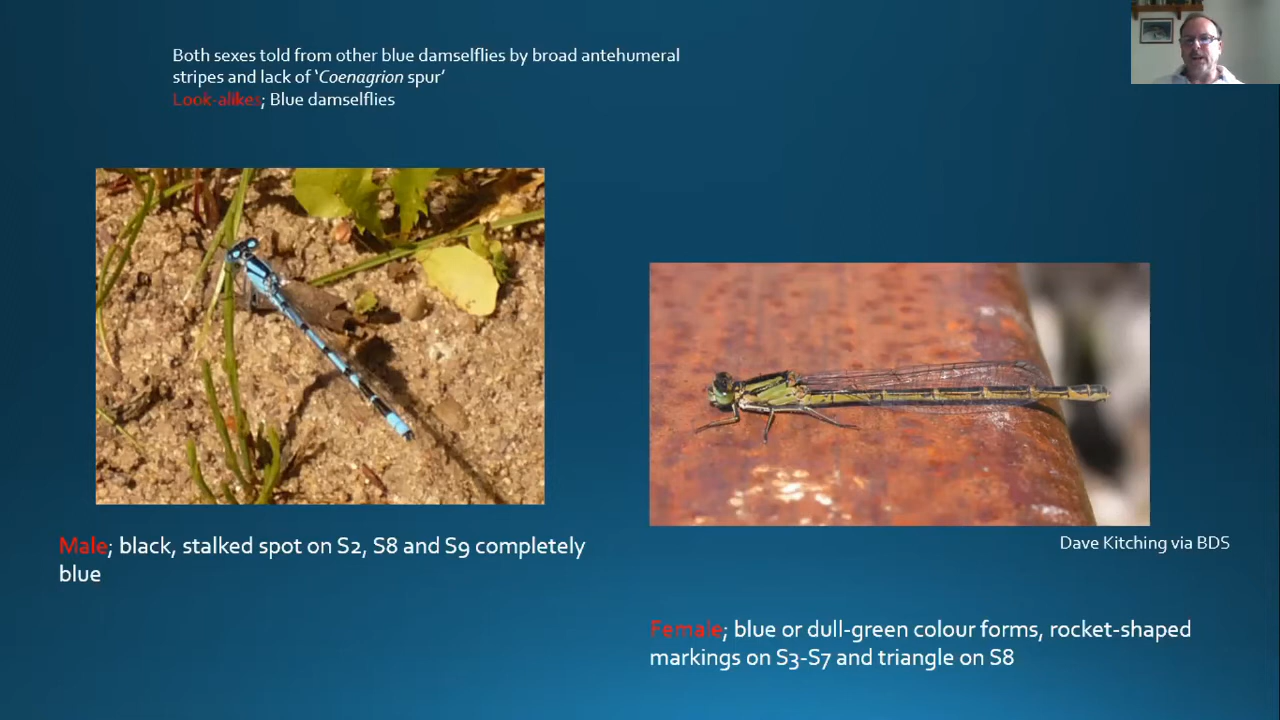 Both sexes told from other blue damselflies by broad antehumeral
stripes and lack of ‘Coenagrion spur’
Look-alikes; Blue damselflies
Male; black, stalked spot on S2, S8 and S9 completely
blue
Dave Kitching via BDS
Female; blue or dull-green colour forms, rocket-shaped
markings on S3-S7 and triangle on S8